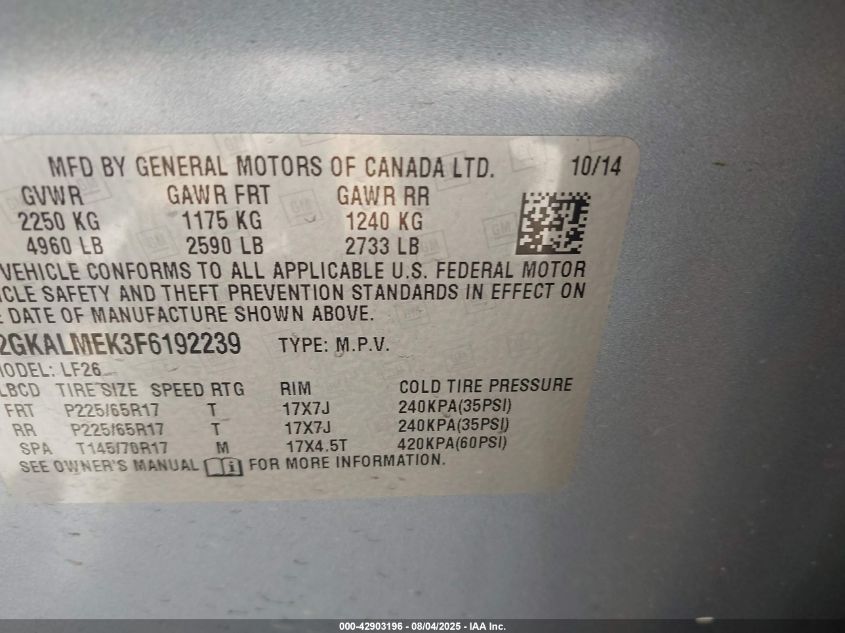 MFD BY GENERAL MOTORS OF CANADA LTD. 10/14
GVWR GAWR FRT GAWR RR
2250 KG 1175 KG 1240 KG
4960 LB 2590 LB 2733 LB
VEHICLE CONFORMS TO ALL APPLICABLE U.S. FEDERAL MOTOR
ICLE SAFETY AND THEFT PREVENTION STANDARDS IN EFFECT ON
E DATE OF MANUFACTURE SHOWN ABOVE.
2GKALMEK3F6192239 TYPE: M.P.V.
MODEL: LF26
LBCD TIRE SIZE SPEED RTG RIM COLD TIRE PRESSURE
FRT P225/65R17 T 17X7J 240KPA(35PSI)
RR P225/65R17 T 17X7J 240KPA(35PSI)
SPA T145/70R17 M 17X4.5T 420KPA(60PSI)
SEE OWNER'S MANUAL i FOR MORE INFORMATION.
000-42903196 - 08/04/2025 - IAA Inc.